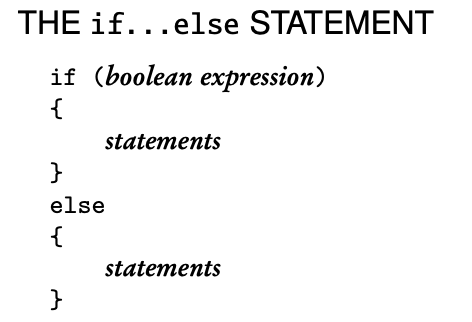 THE if...else STATEMENT
if (boolean expression)
{
statements
}
else
{
statements
}